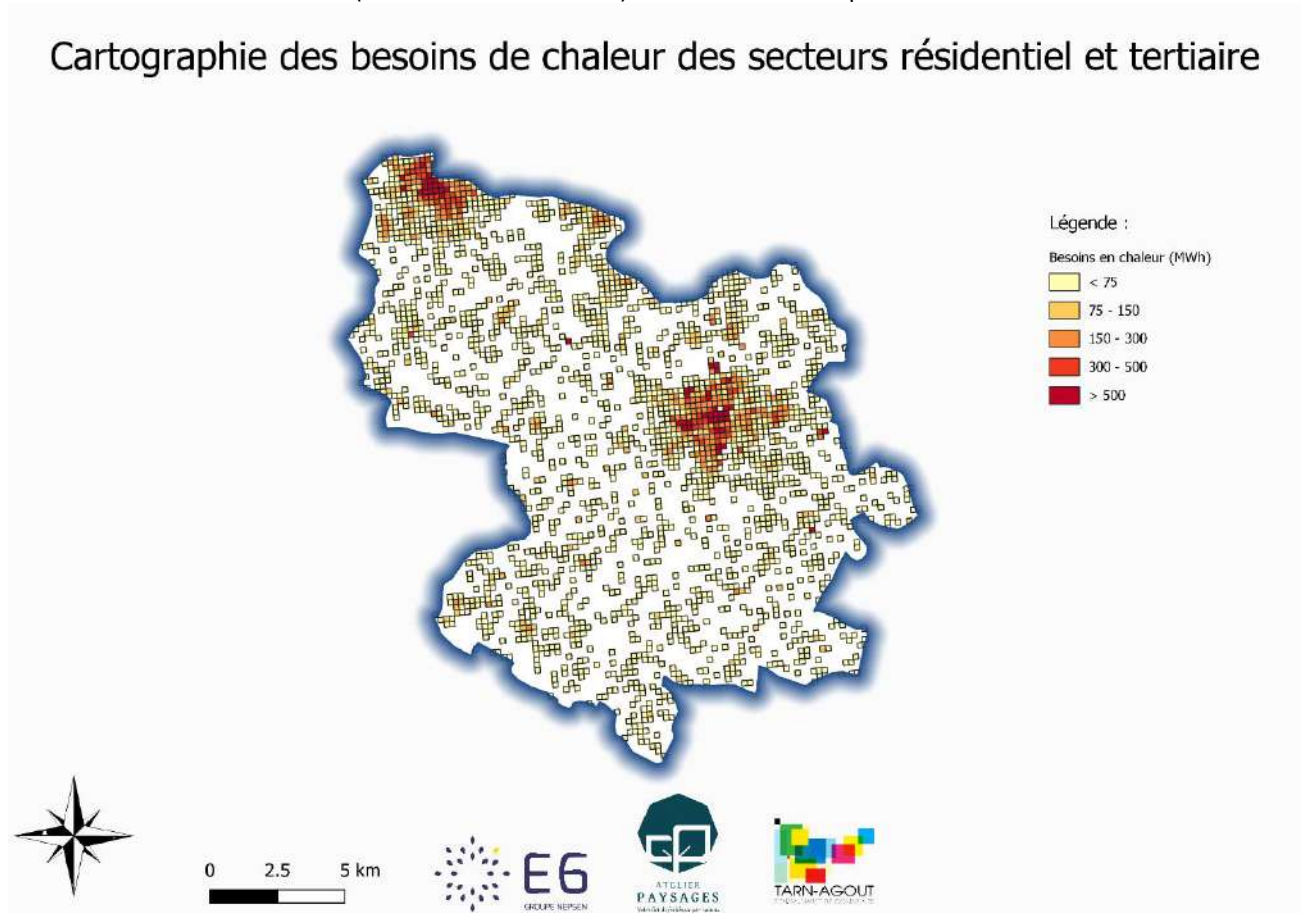 Cartographie des besoins de chaleur des secteurs résidentiel et tertiaire
Légende :
Besoins en chaleur (MWh)
< 75
75 - 150
150 - 300
300 - 500
> 500
0 2.5 5 km
E6
GROUPE NEPSEN
ATELIER
PAYSAGES
TARN-AGOUT